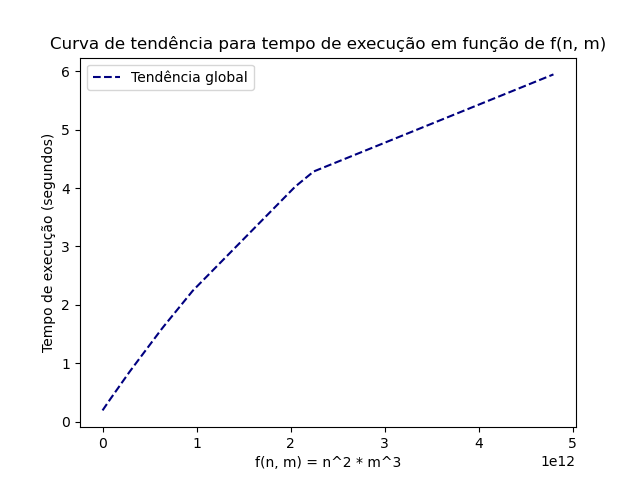 Curva de tendência para tempo de execução em função de f(n, m)
Tendência global
Tempo de execução (segundos)
6
5
4
3
2
1
0
0 1 2 3 4 5
1e12
f(n, m) = n^2 * m^3